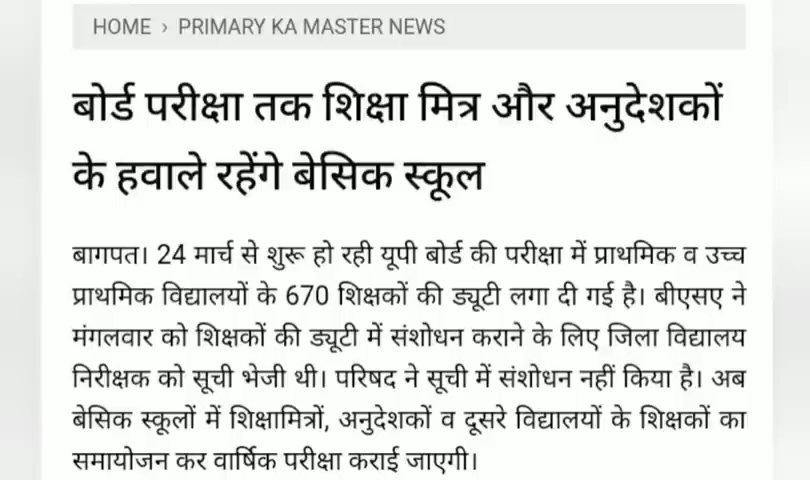 HOME › PRIMARY KA MASTER NEWS
बोर्ड परीक्षा तक शिक्षा मित्र और अनुदेशकों
के हवाले रहेंगे बेसिक स्कूल
बागपत। 24 मार्च से शुरू हो रही यूपी बोर्ड की परीक्षा में प्राथमिक व उच्च
प्राथमिक विद्यालयों के 670 शिक्षकों की ड्यूटी लगा दी गई है। बीएसए ने
मंगलवार को शिक्षकों की ड्यूटी में संशोधन कराने के लिए जिला विद्यालय
निरीक्षक को सूची भेजी थी। परिषद ने सूची में संशोधन नहीं किया है। अब
बेसिक स्कूलों में शिक्षामित्रों, अनुदेशकों व दूसरे विद्यालयों के शिक्षकों का
समायोजन कर वार्षिक परीक्षा कराई जाएगी।